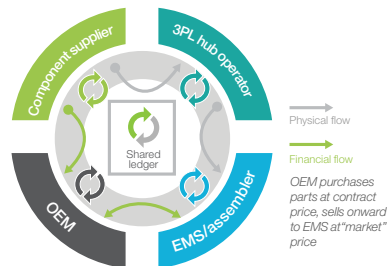 Component supplier
3PL hub operator
Shared
ledger
OEM
EMS/assembler
Physical flow
Financial flow
OEM purchases
parts at contract
price, sells onward
to EMS at“market”
price